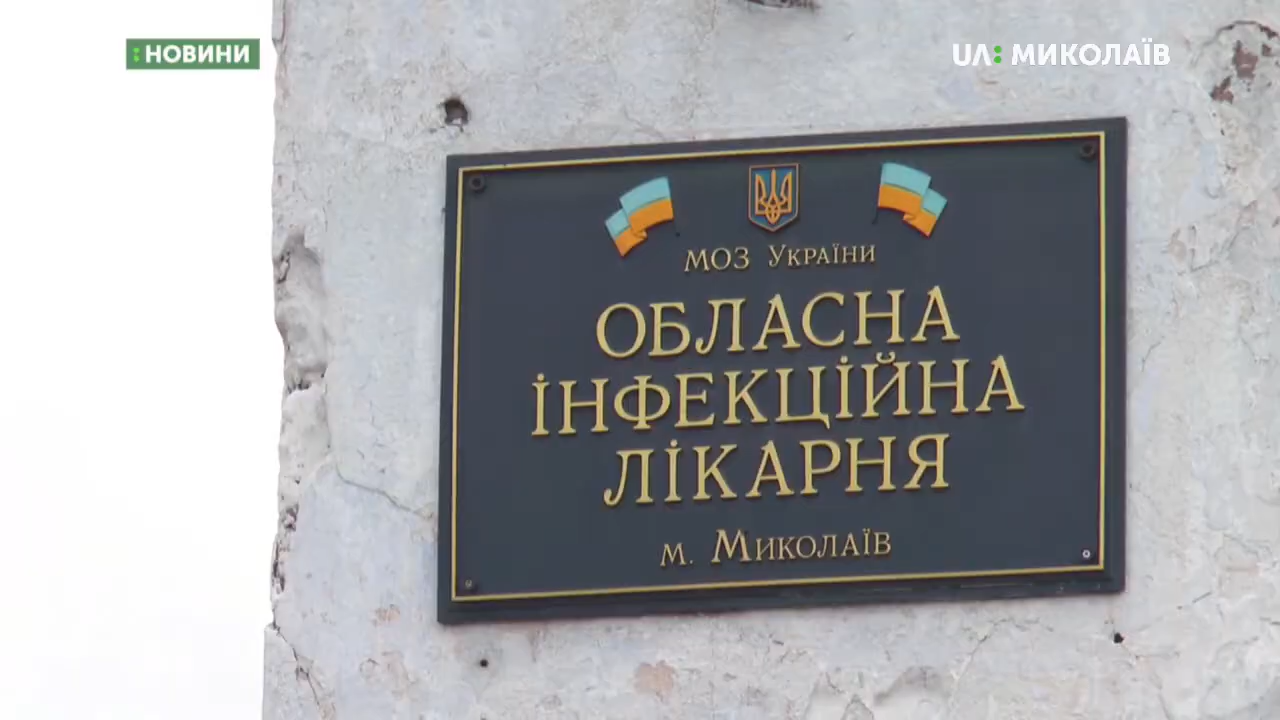 :НОВИНИ
UA: МИКОЛАЇВ
МОЗ УКРАЇНИ
ОБЛАСНА
ІНФЕКЦІЙНА
ЛІКАРНЯ
м. МИКОЛАЇВ